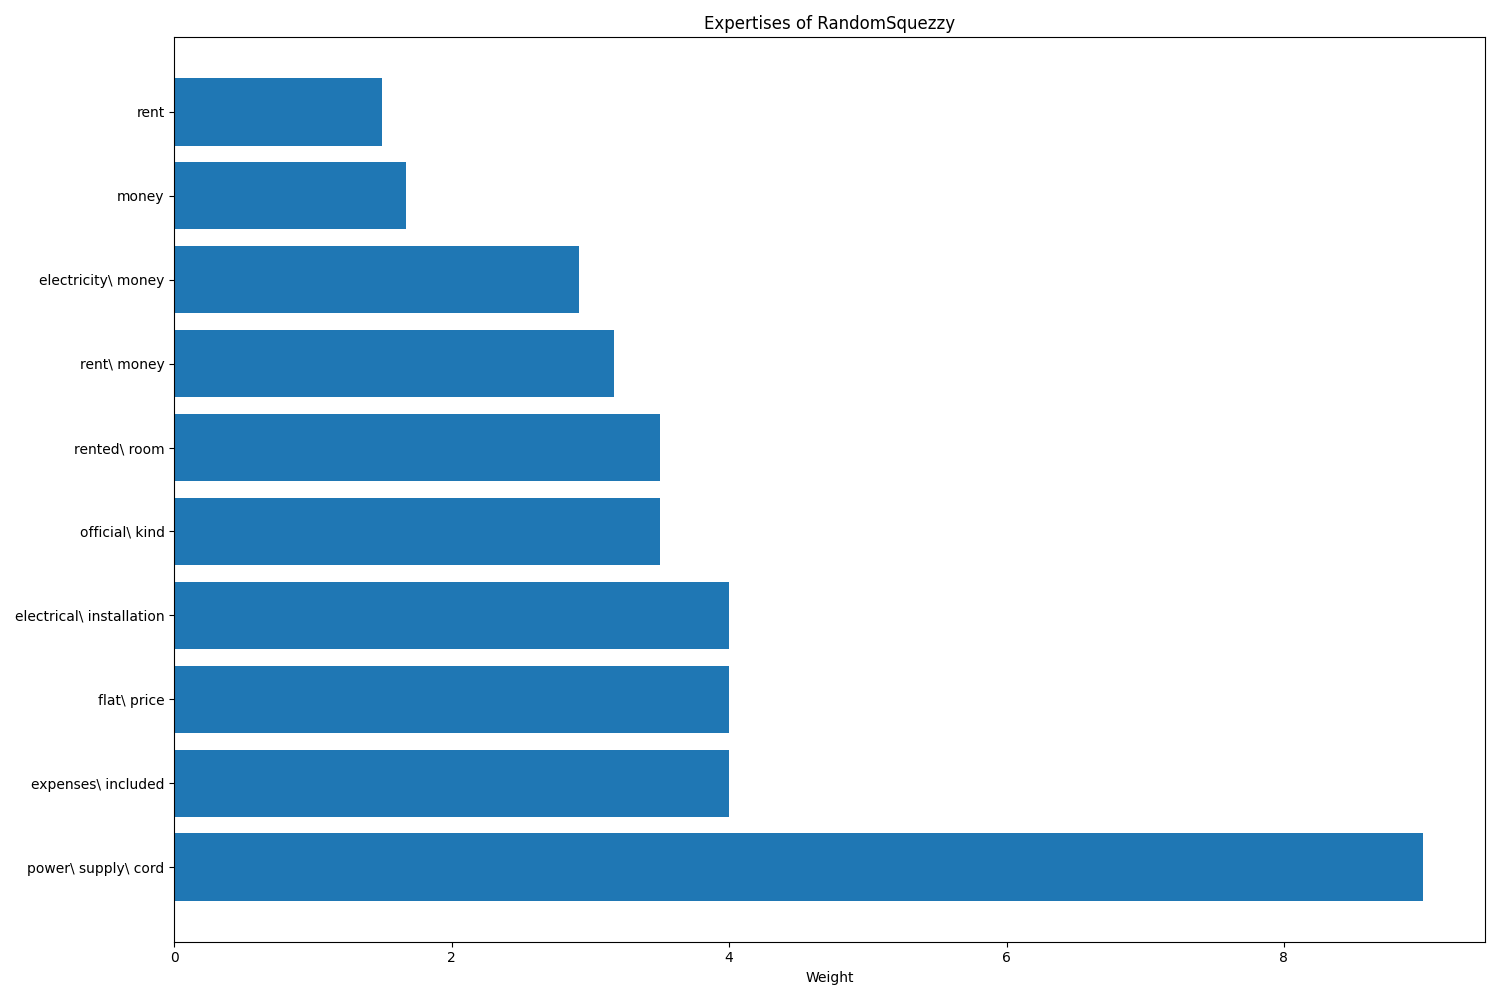 Expertises of RandomSquezzy
rent
money
electricity\ money
rent\ money
rented\ room
official\ kind
electrical\ installation
flat\ price
expenses\ included
power\ supply\ cord
0 2 4 6 8
Weight